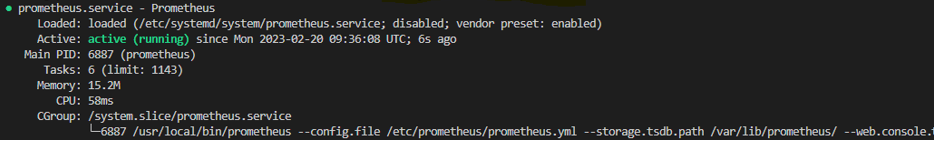 ● prometheus.service - Prometheus
Loaded: loaded (/etc/systemd/system/prometheus.service; disabled; vendor preset: enabled)
Active: active (running) since Mon 2023-02-20 09:36:08 UTC; 6s ago
Main PID: 6887 (prometheus)
Tasks: 6 (limit: 1143)
Memory: 15.2M
CPU: 58ms
CGroup: /system.slice/prometheus.service
└─6887 /usr/local/bin/prometheus --config.file /etc/prometheus/prometheus.yml --storage.tsdb.path /var/lib/prometheus/ --web.console.t